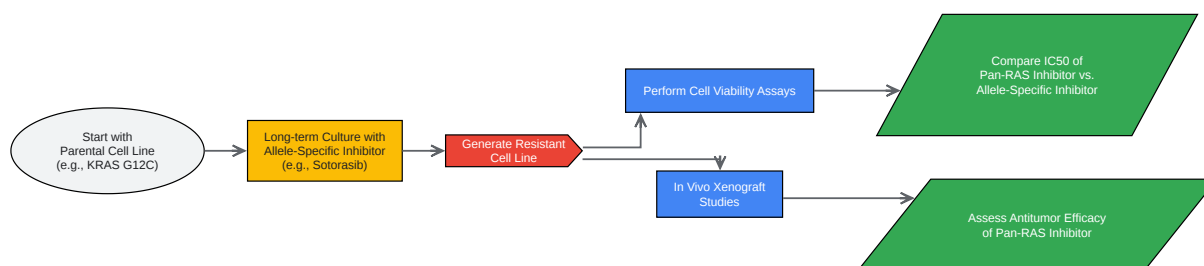 Start with
Parental Cell Line
(e.g., KRAS G12C)
Long-term Culture with
Allele-Specific Inhibitor
(e.g., Sotorasib)
Generate Resistant
Cell Line
Perform Cell Viability Assays
Compare IC50 of
Pan-RAS Inhibitor vs.
Allele-Specific Inhibitor
In Vivo Xenograft
Studies
Assess Antitumor Efficacy
of Pan-RAS Inhibitor